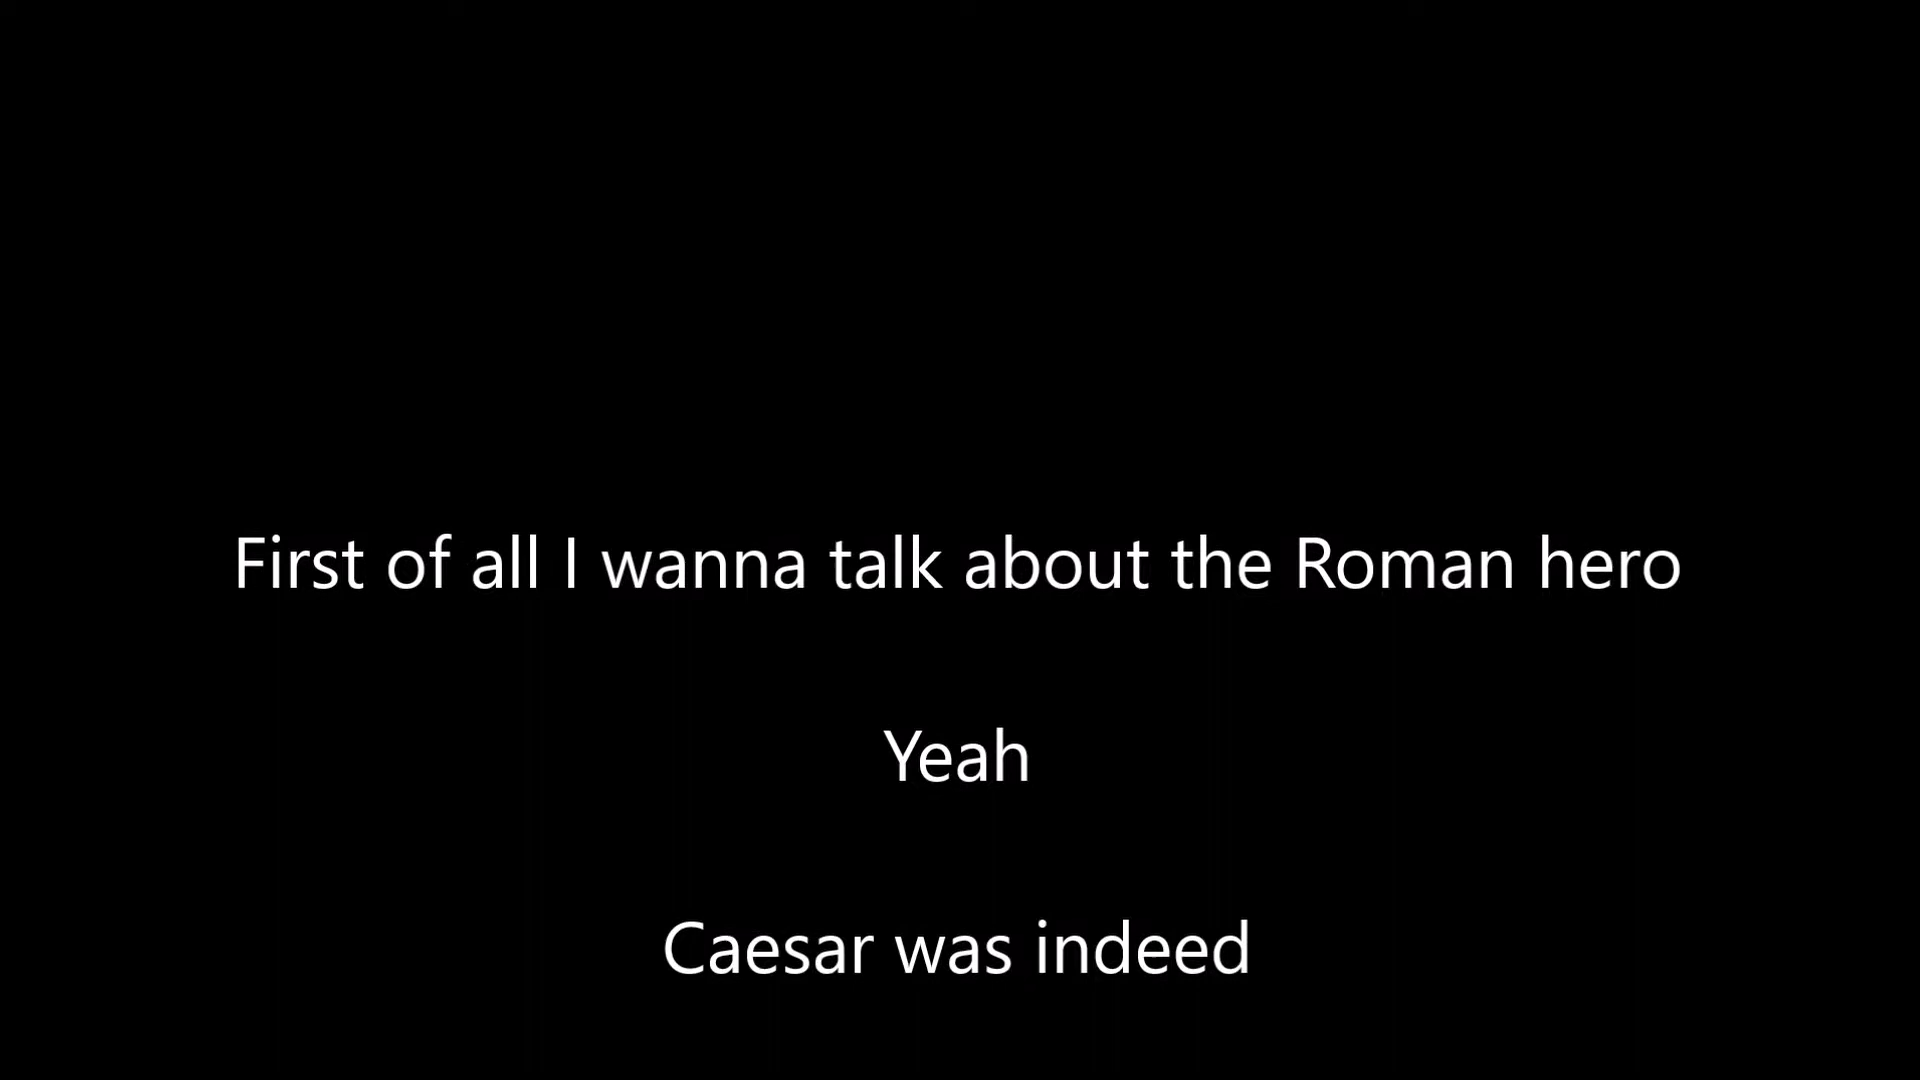 First of all I wanna talk about the Roman hero
Yeah
Caesar was indeed